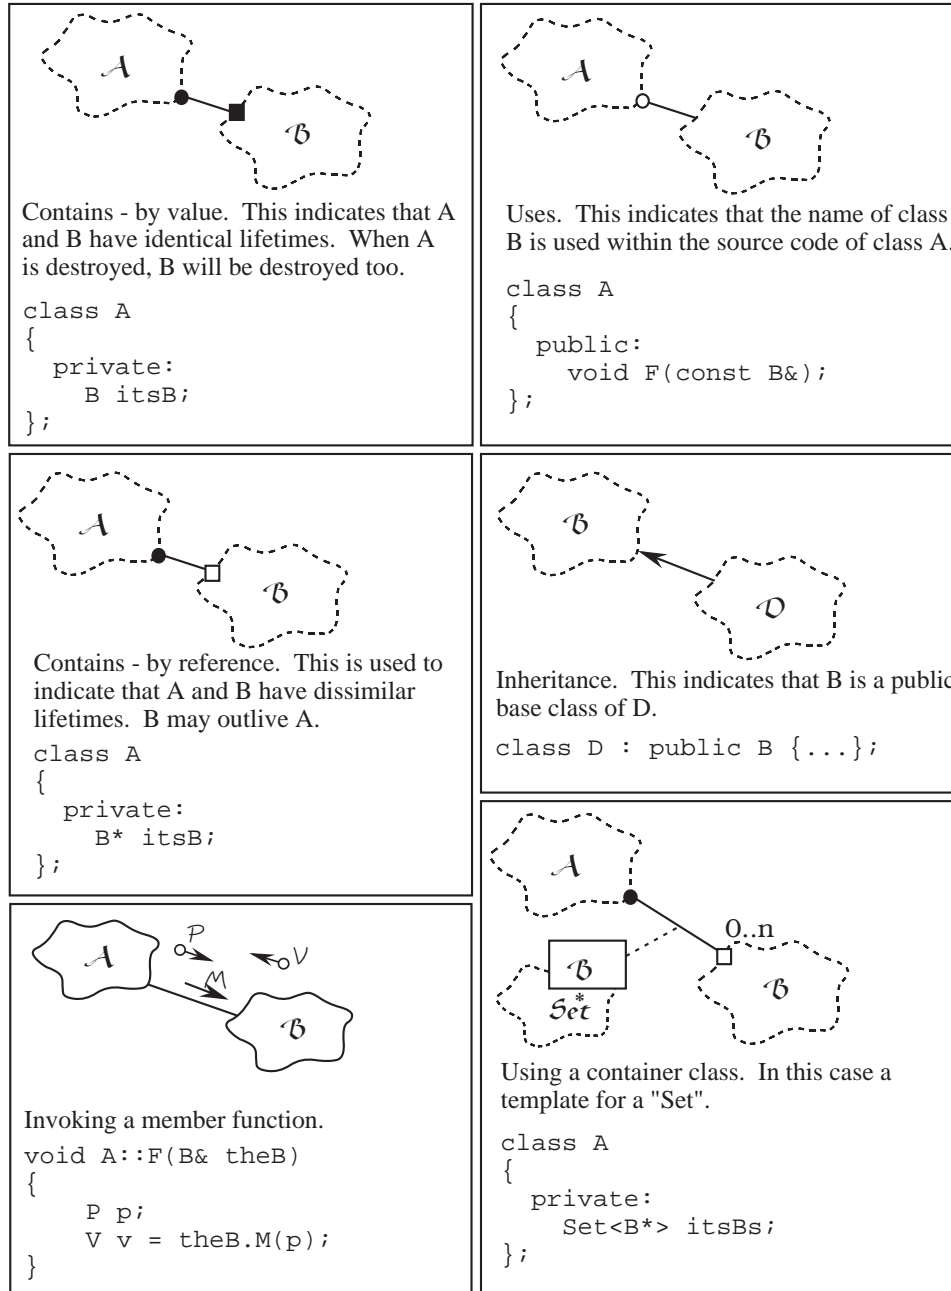 A
B
Contains - by value.  This indicates that A
and B have identical lifetimes.  When A
is destroyed, B will be destroyed too.
class A
{
  private:
    B itsB;
};
A
B
Uses.  This indicates that the name of class
B is used within the source code of class A.
class A
{
  public:
    void F(const B&);
};
A
B
Contains - by reference.  This is used to
indicate that A and B have dissimilar
lifetimes.  B may outlive A.
class A
{
  private:
    B* itsB;
};
B
D
Inheritance.  This indicates that B is a public
base class of D.
class D : public B {...};
A
P
V
M
B
Invoking a member function.
void A::F(B& theB)
{
    P p;
    V v = theB.M(p);
}
A
0..n
B
*
Set
B
Using a container class.  In this case a
template for a "Set".
class A
{
  private:
    Set<B*> itsBs;
};